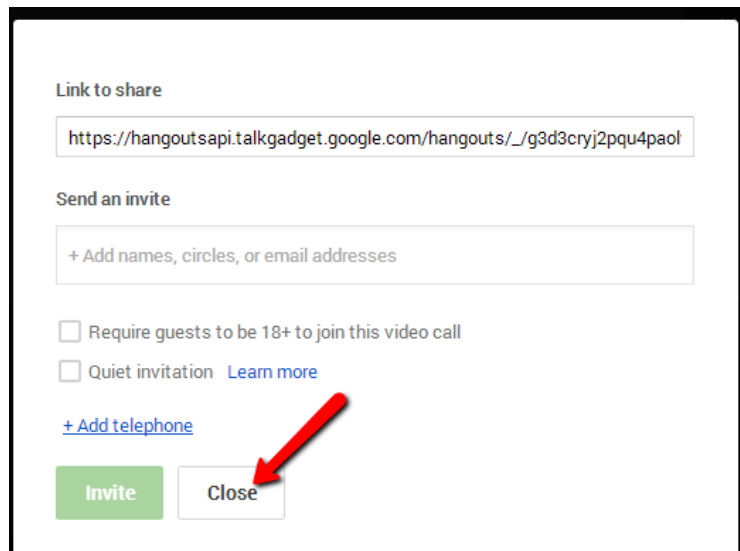 Link to share
https://hangoutsapi.talkgadget.google.com/hangouts/_/g3d3cryj2pqu4paol
Send an invite
+ Add names, circles, or email addresses
Require guests to be 18+ to join this video call
Quiet invitation Learn more
+ Add telephone
Invite Close